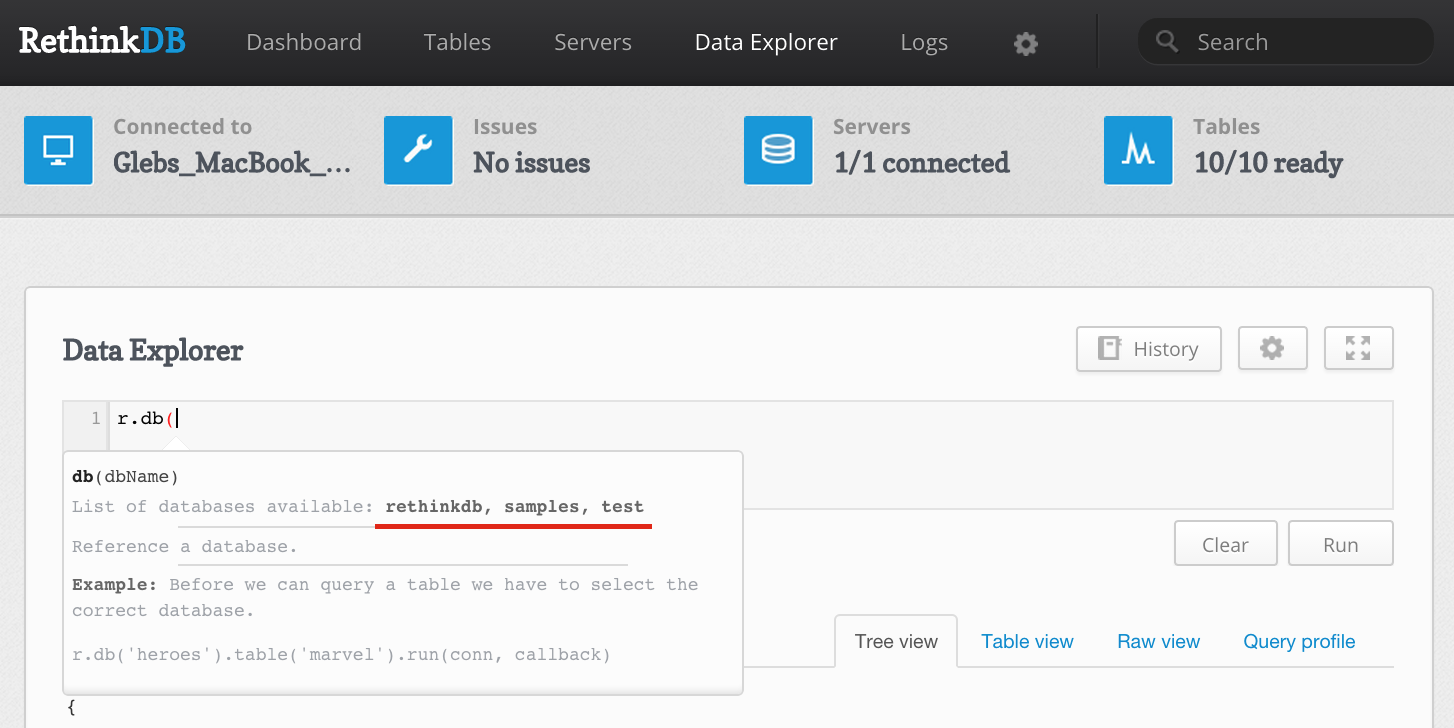 RethinkDB Dashboard Tables Servers Data Explorer Logs Search
Connected to
Glebs_MacBook_...
Issues
No issues
Servers
1/1 connected
Tables
10/10 ready
Data Explorer
History
1 r.db(
db(dbName)
List of databases available: rethinkdb, samples, test
Reference a database.
Example: Before we can query a table we have to select the
correct database.
r.db('heroes').table('marvel').run(conn, callback)
Clear Run
Tree view Table view Raw view Query profile
{